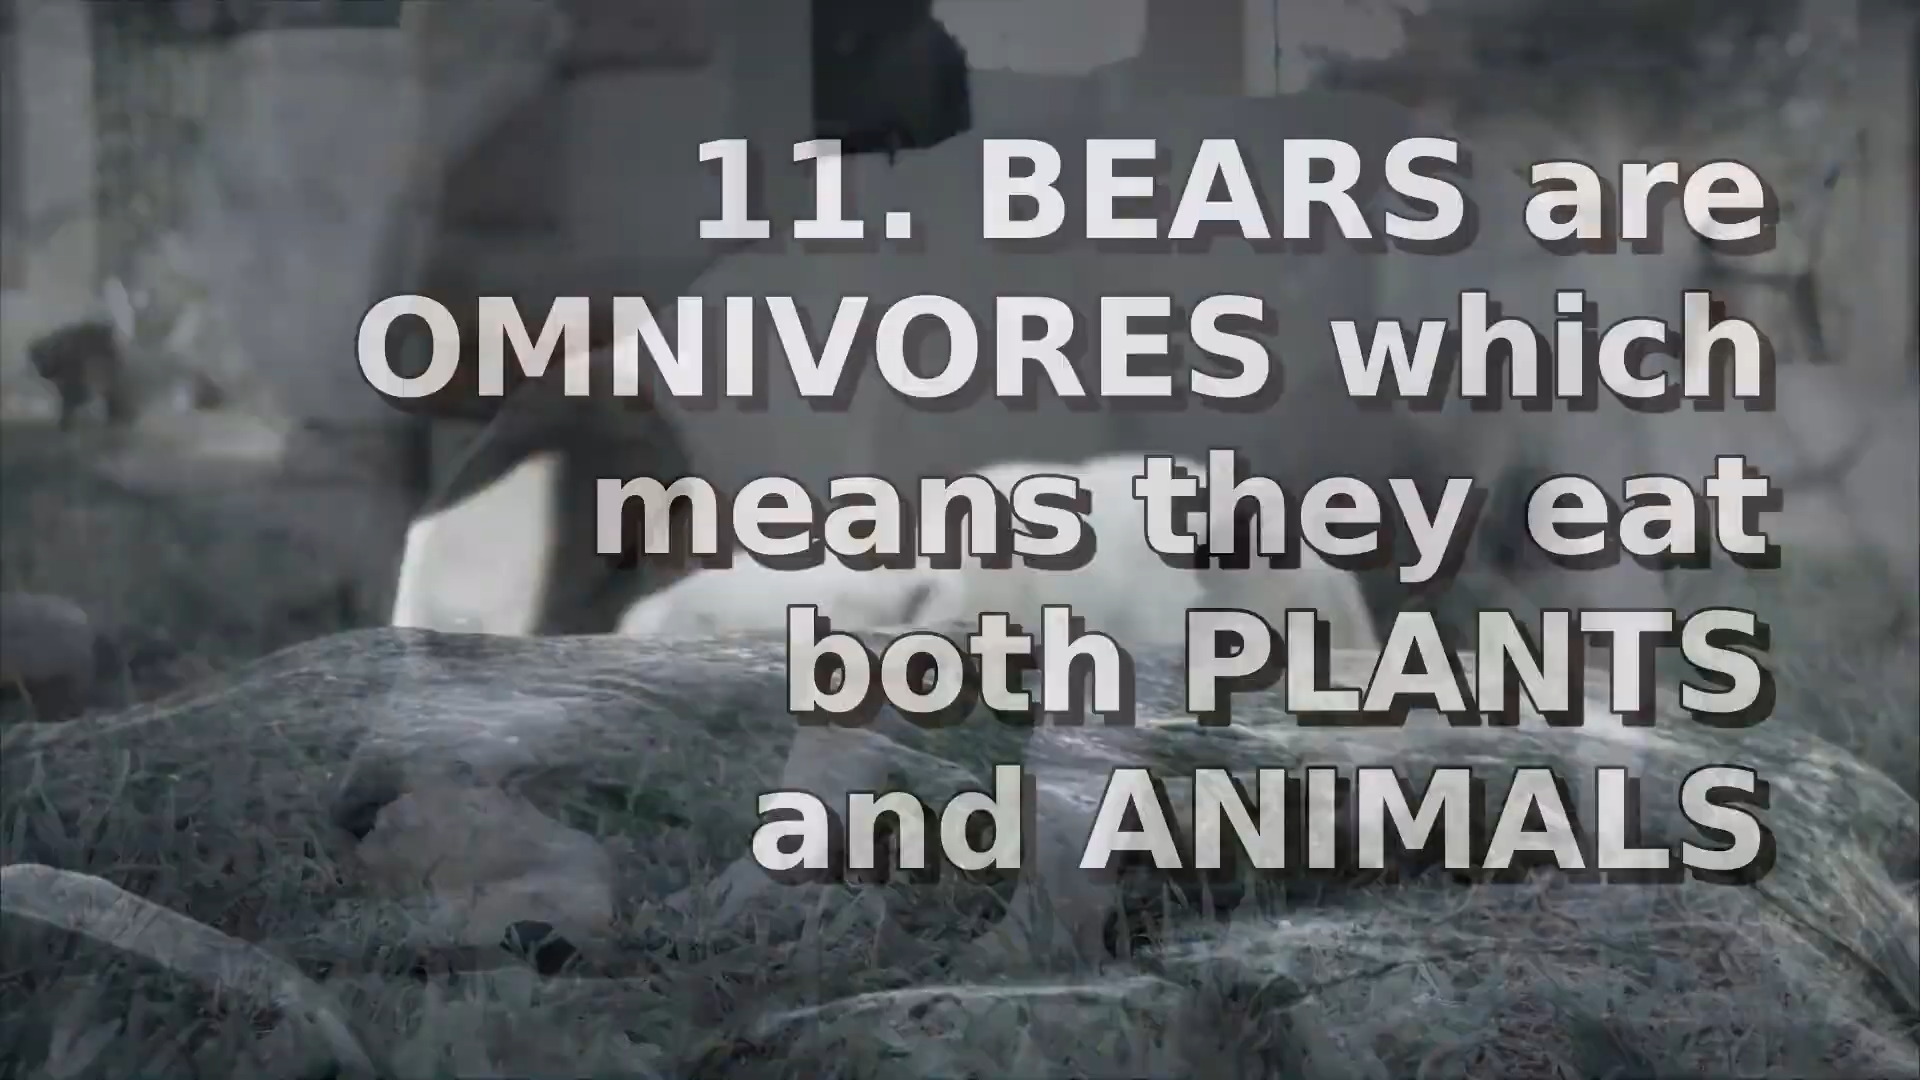 11. BEARS are
OMNIVORES which
means they eat
both PLANTS
and ANIMALS